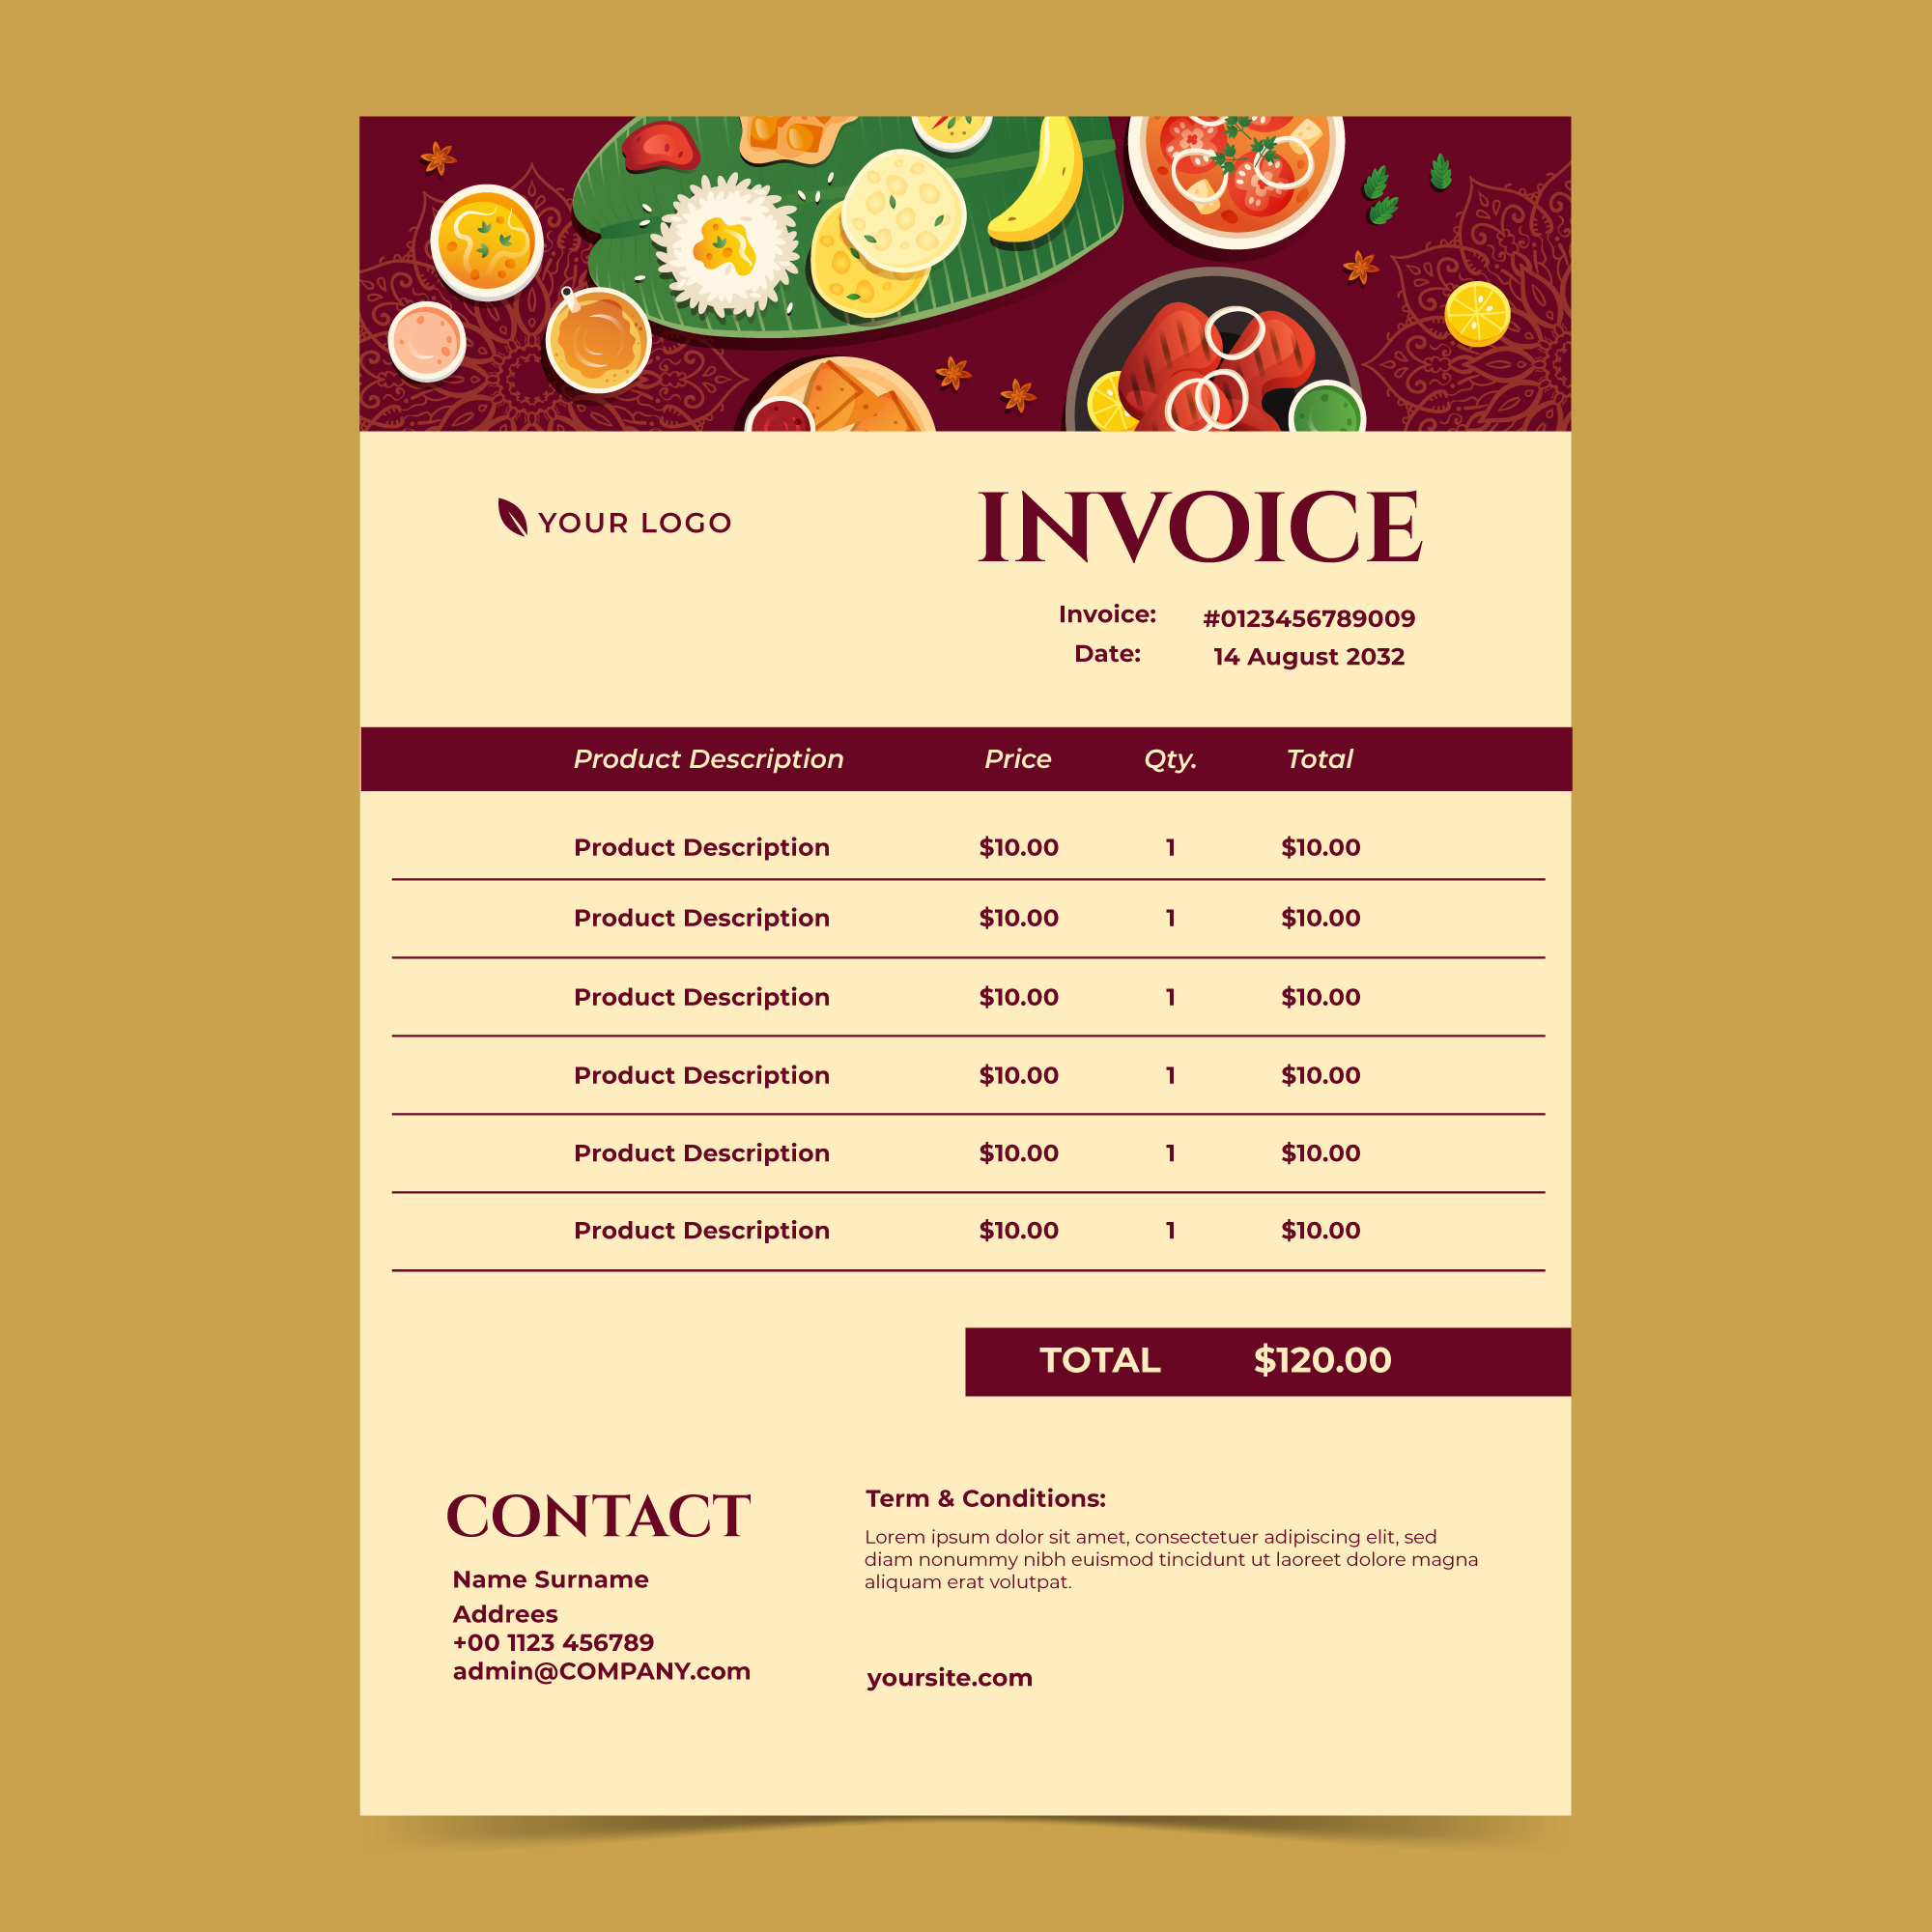 YOUR LOGO
INVOICE
Invoice: #0123456789009
Date: 14 August 2032
Product Description Price Qty. Total
Product Description $10.00 1 $10.00
Product Description $10.00 1 $10.00
Product Description $10.00 1 $10.00
Product Description $10.00 1 $10.00
Product Description $10.00 1 $10.00
Product Description $10.00 1 $10.00
TOTAL $120.00
CONTACT
Name Surname
Addrees
+00 1123 456789
admin@COMPANY.com
Term & Conditions:
Lorem ipsum dolor sit amet, consectetuer adipiscing elit, sed
diam nonummy nibh euismod tincidunt ut laoreet dolore magna
aliquam erat volutpat.
yoursite.com